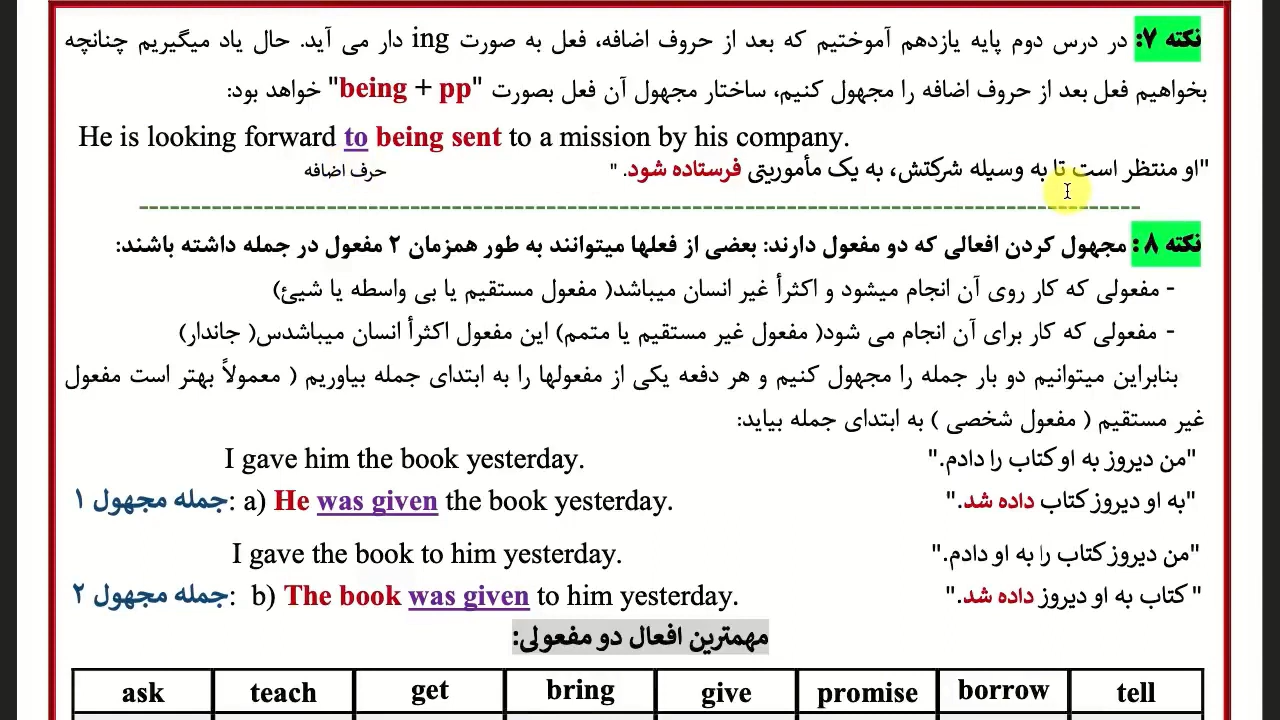 نکته ۷: در درس دوم پایه یازدهم آموختیم که بعد از حروف اضافه، فعل به صورت ing دار می آید. حال یاد میگیریم چنانچه
بخواهیم فعل بعد از حروف اضافه را مجهول کنیم، ساختار مجهول آن فعل بصورت "being + pp" خواهد بود:
He is looking forward to being sent to a mission by his company.
"او منتظر است تا به وسیله شرکتش، به یک مأموریتی فرستاده شود. "
حرف اضافه
--------------------------------------------------------------------------------------------------
نکته ۸: مجهول کردن افعالی که دو مفعول دارند: بعضی از فعلها میتوانند به طور همزمان ۲ مفعول در جمله داشته باشند:
- مفعولی که کار روی آن انجام میشود و اکثرأ غیر انسان میباشد( مفعول مستقیم یا بی واسطه یا شیئ)
- مفعولی که کار برای آن انجام می شود( مفعول غیر مستقیم یا متمم) این مفعول اکثرأ انسان میباشدس( جاندار)
بنابراین میتوانیم دو بار جمله را مجهول کنیم و هر دفعه یکی از مفعولها را به ابتدای جمله بیاوریم ( معمولاً بهتر است مفعول
غیر مستقیم ( مفعول شخصی ) به ابتدای جمله بیاید:
I gave him the book yesterday. "من دیروز به او کتاب را دادم."
جمله مجهول ۱: a) He was given the book yesterday. "به او دیروز کتاب داده شد."
I gave the book to him yesterday. "من دیروز کتاب را به او دادم."
جمله مجهول ۲: b) The book was given to him yesterday. " کتاب به او دیروز داده شد."
مهمترین افعال دو مفعولی:
ask teach get bring give promise borrow tell